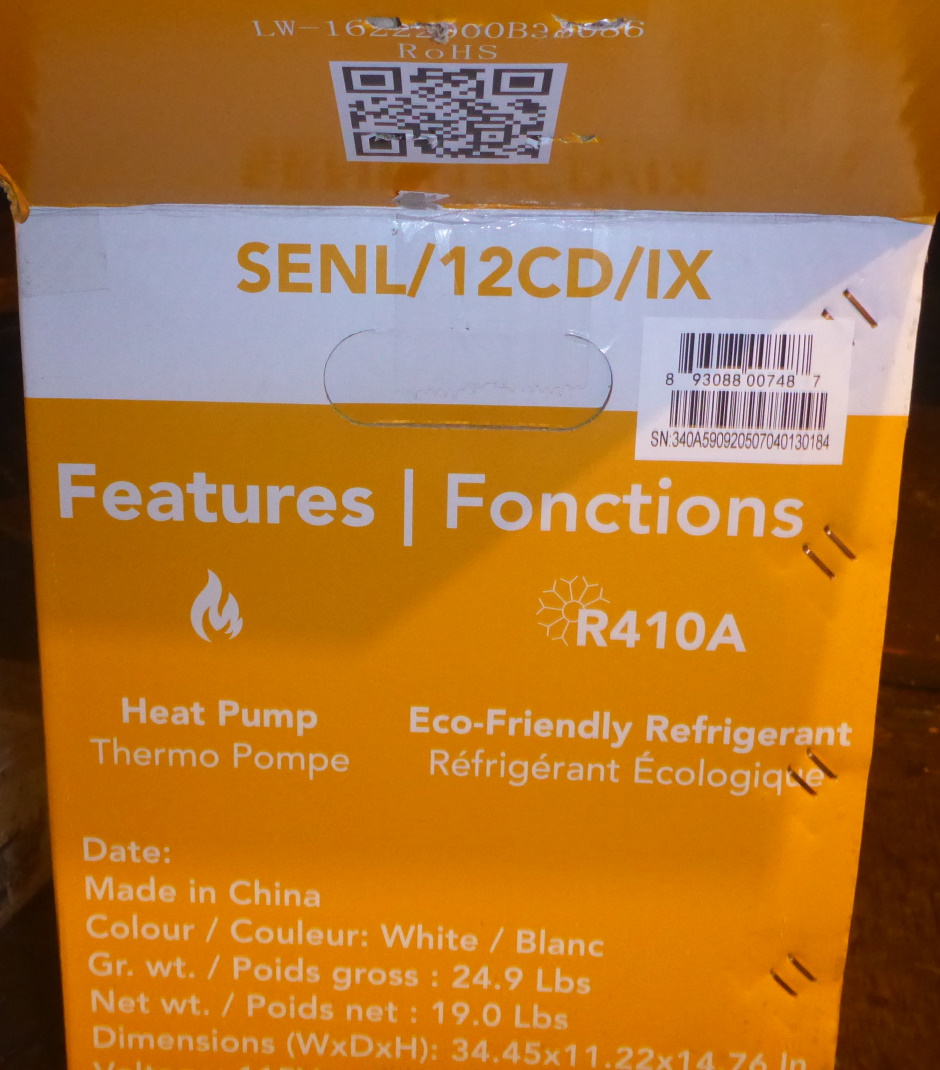 RoHS
SENL/12CD/IX
8 93088 00748 7
SN:340A590920507040130184
Features | Fonctions
R410A
Heat Pump
Thermo Pompe
Eco-Friendly Refrigerant
Réfrigérant Écologique
Date:
Made in China
Colour / Couleur: White / Blanc
Gr. wt. / Poids gross : 24.9 Lbs
Net wt. / Poids net : 19.0 Lbs
Dimensions (WxDxH): 34.45x11.22x14.76 In